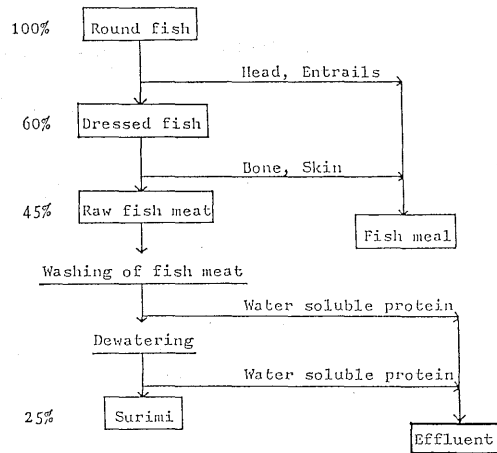 100% Round fish
Head, Entrails
60% Dressed fish
Bone, Skin
45% Raw fish meat
Fish meal
Washing of fish meat
Water soluble protein
Dewatering
Water soluble protein
25% Surimi
Effluent